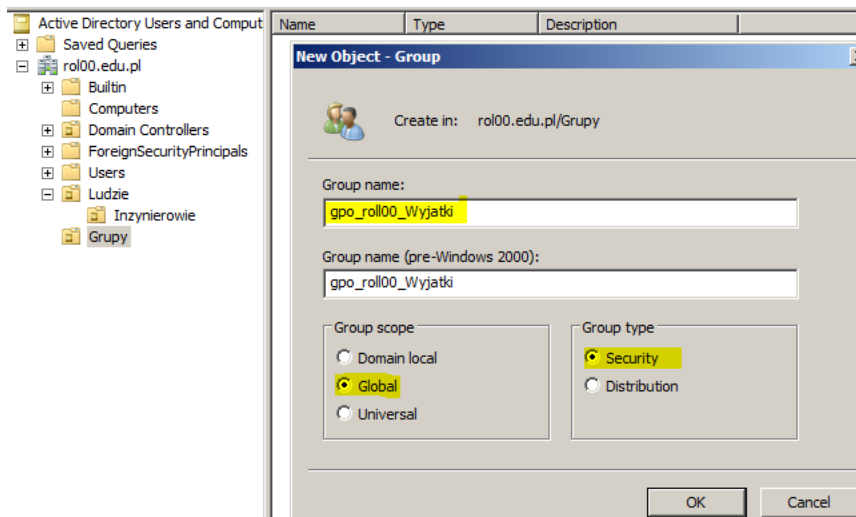 Active Directory Users and Comput
Saved Queries
rol00.edu.pl
Builtin
Computers
Domain Controllers
ForeignSecurityPrincipals
Users
Ludzie
Inzynierowie
Grupy
Name Type Description
New Object - Group
Create in: rol00.edu.pl/Grupy
Group name:
gpo_roll00_Wyjatki
Group name (pre-Windows 2000):
gpo_roll00_Wyjatki
Group scope
Domain local
Global
Universal
Group type
Security
Distribution
OK Cancel